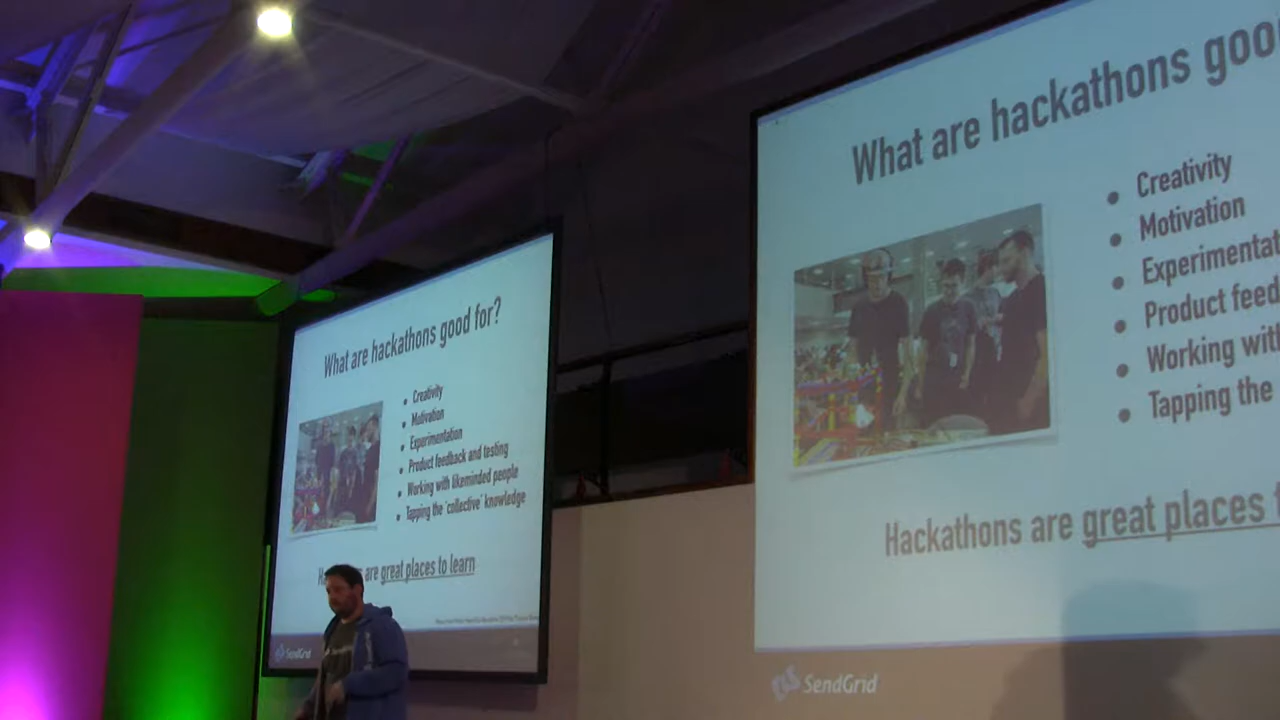 What are hackathons good for?
Creativity
Motivation
Experimentation
Product feedback and testing
Working with likeminded people
Tapping the 'collective' knowledge
are great places to learn
SendGrid
What are hackathons goo
Creativity
Motivation
Experimentat
Product feed
Working wit
Tapping the
Hackathons are great places
SendGrid